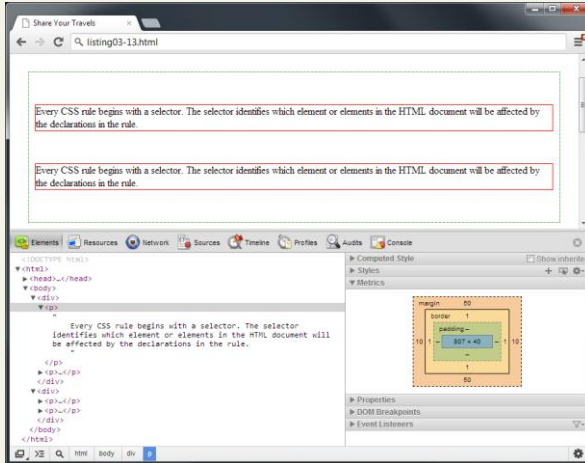 Share Your Travels
listing03-13.html
Every CSS rule begins with a selector. The selector identifies which element or elements in the HTML document will be affected by
the declarations in the rule.
Every CSS rule begins with a selector. The selector identifies which element or elements in the HTML document will be affected by
the declarations in the rule.
Elements Resources Network Sources Timeline Profiles Audits Console
<!DOCTYPE html>
▼<html>
▶<head>…</head>
▼<body>
▼<div>
▼<p>
"
Every CSS rule begins with a selector. The selector
identifies which element or elements in the HTML document will
be affected by the declarations in the rule.
"
</p>
▶<p>…</p>
</div>
▼<div>
▶<p>…</p>
▶<p>…</p>
</div>
</body>
</html>
▶ Computed Style Show inherite
▶ Styles
▼ Metrics
margin 50
border 1
padding –
10 1 – 807 × 40 – 1 10
–
1
50
▶ Properties
▶ DOM Breakpoints
▶ Event Listeners
html body div p